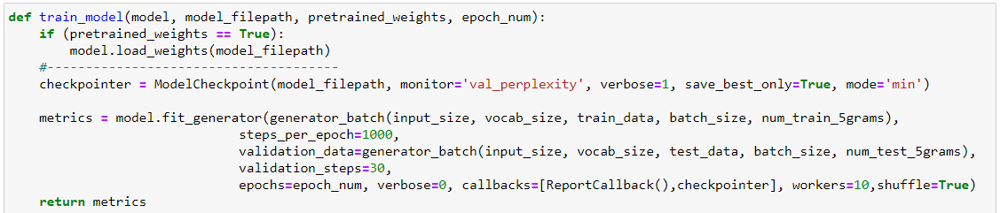 def train_model(model, model_filepath, pretrained_weights, epoch_num):
    if (pretrained_weights == True):
        model.load_weights(model_filepath)
    #--------------------------------------
    checkpointer = ModelCheckpoint(model_filepath, monitor='val_perplexity', verbose=1, save_best_only=True, mode='min')
    metrics = model.fit_generator(generator_batch(input_size, vocab_size, train_data, batch_size, num_train_5grams),
                              steps_per_epoch=1000,
                              validation_data=generator_batch(input_size, vocab_size, test_data, batch_size, num_test_5grams),
                              validation_steps=30,
                              epochs=epoch_num, verbose=0, callbacks=[ReportCallback(),checkpointer], workers=10,shuffle=True)
    return metrics